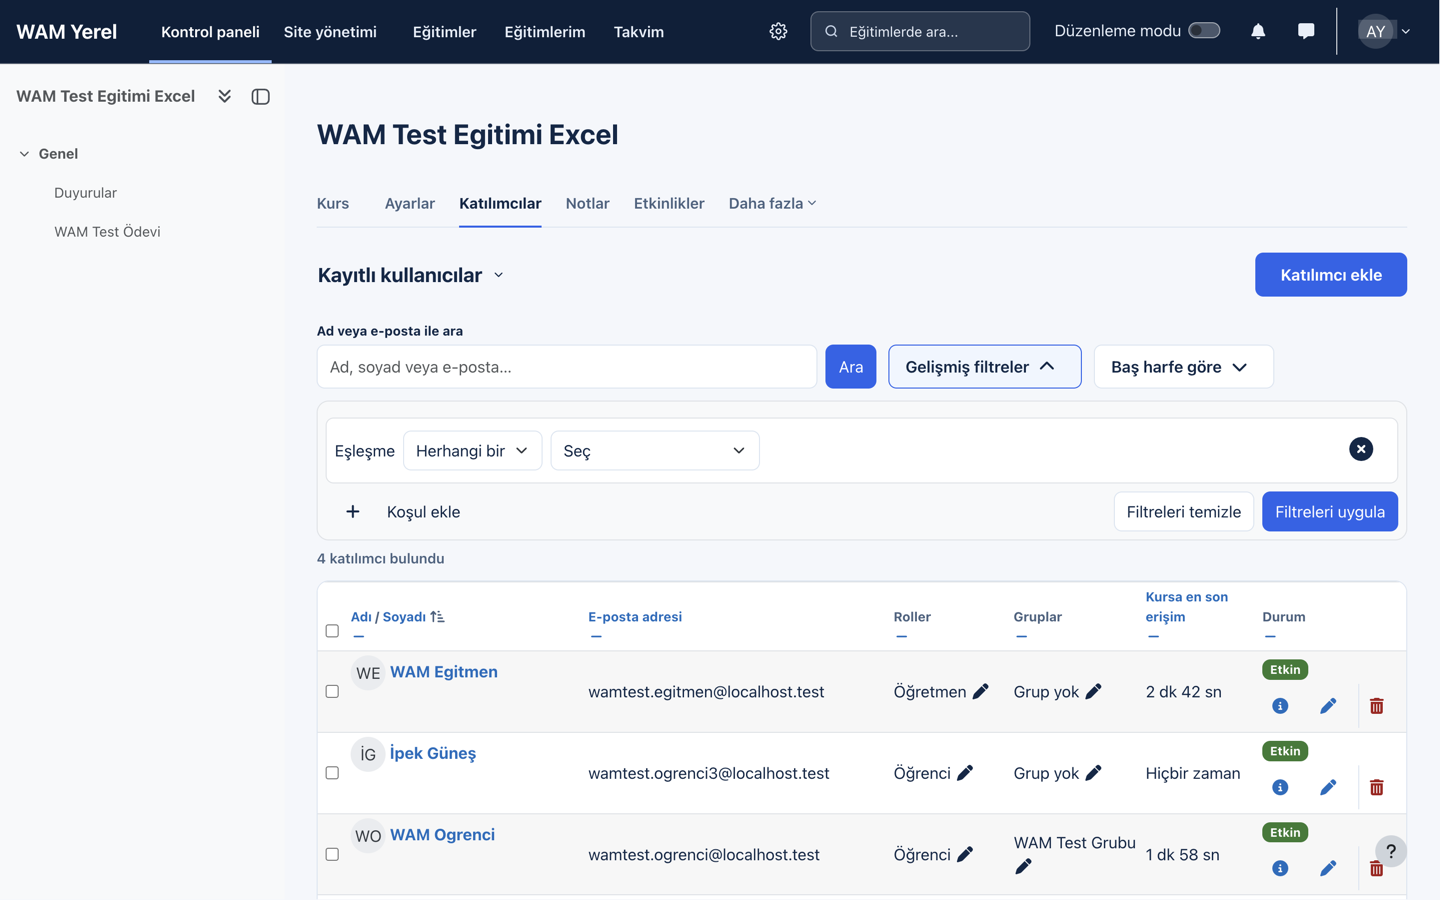 WAM Yerel
Kontrol paneli
Site yönetimi
Eğitimler
Eğitimlerim
Takvim
Eğitimlerde ara...
Düzenleme modu
AY
WAM Test Egitimi Excel
Genel
Duyurular
WAM Test Ödevi
WAM Test Egitimi Excel
Kurs
Ayarlar
Katılımcılar
Notlar
Etkinlikler
Daha fazla
Kayıtlı kullanıcılar
Katılımcı ekle
Ad veya e-posta ile ara
Ad, soyad veya e-posta...
Ara
Gelişmiş filtreler
Baş harfe göre
Eşleşme
Herhangi bir
Seç
Koşul ekle
Filtreleri temizle
Filtreleri uygula
4 katılımcı bulundu
Adı / Soyadı
E-posta adresi
Roller
Gruplar
Kursa en son
erişim
Durum
WE WAM Egitmen
wamtest.egitmen@localhost.test
Öğretmen
Grup yok
2 dk 42 sn
Etkin
İG İpek Güneş
wamtest.ogrenci3@localhost.test
Öğrenci
Grup yok
Hiçbir zaman
Etkin
WO WAM Ogrenci
wamtest.ogrenci@localhost.test
Öğrenci
WAM Test Grubu
1 dk 58 sn
Etkin
?